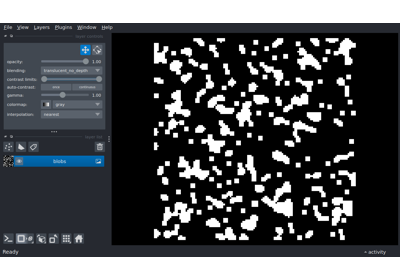 File View Layers Plugins Window Help
opacity: 1.00
blending: translucent_no_depth
contrast limits:
auto-contrast: once continuous
gamma: 1.00
colormap: gray
interpolation: nearest
blobs
Ready
activity